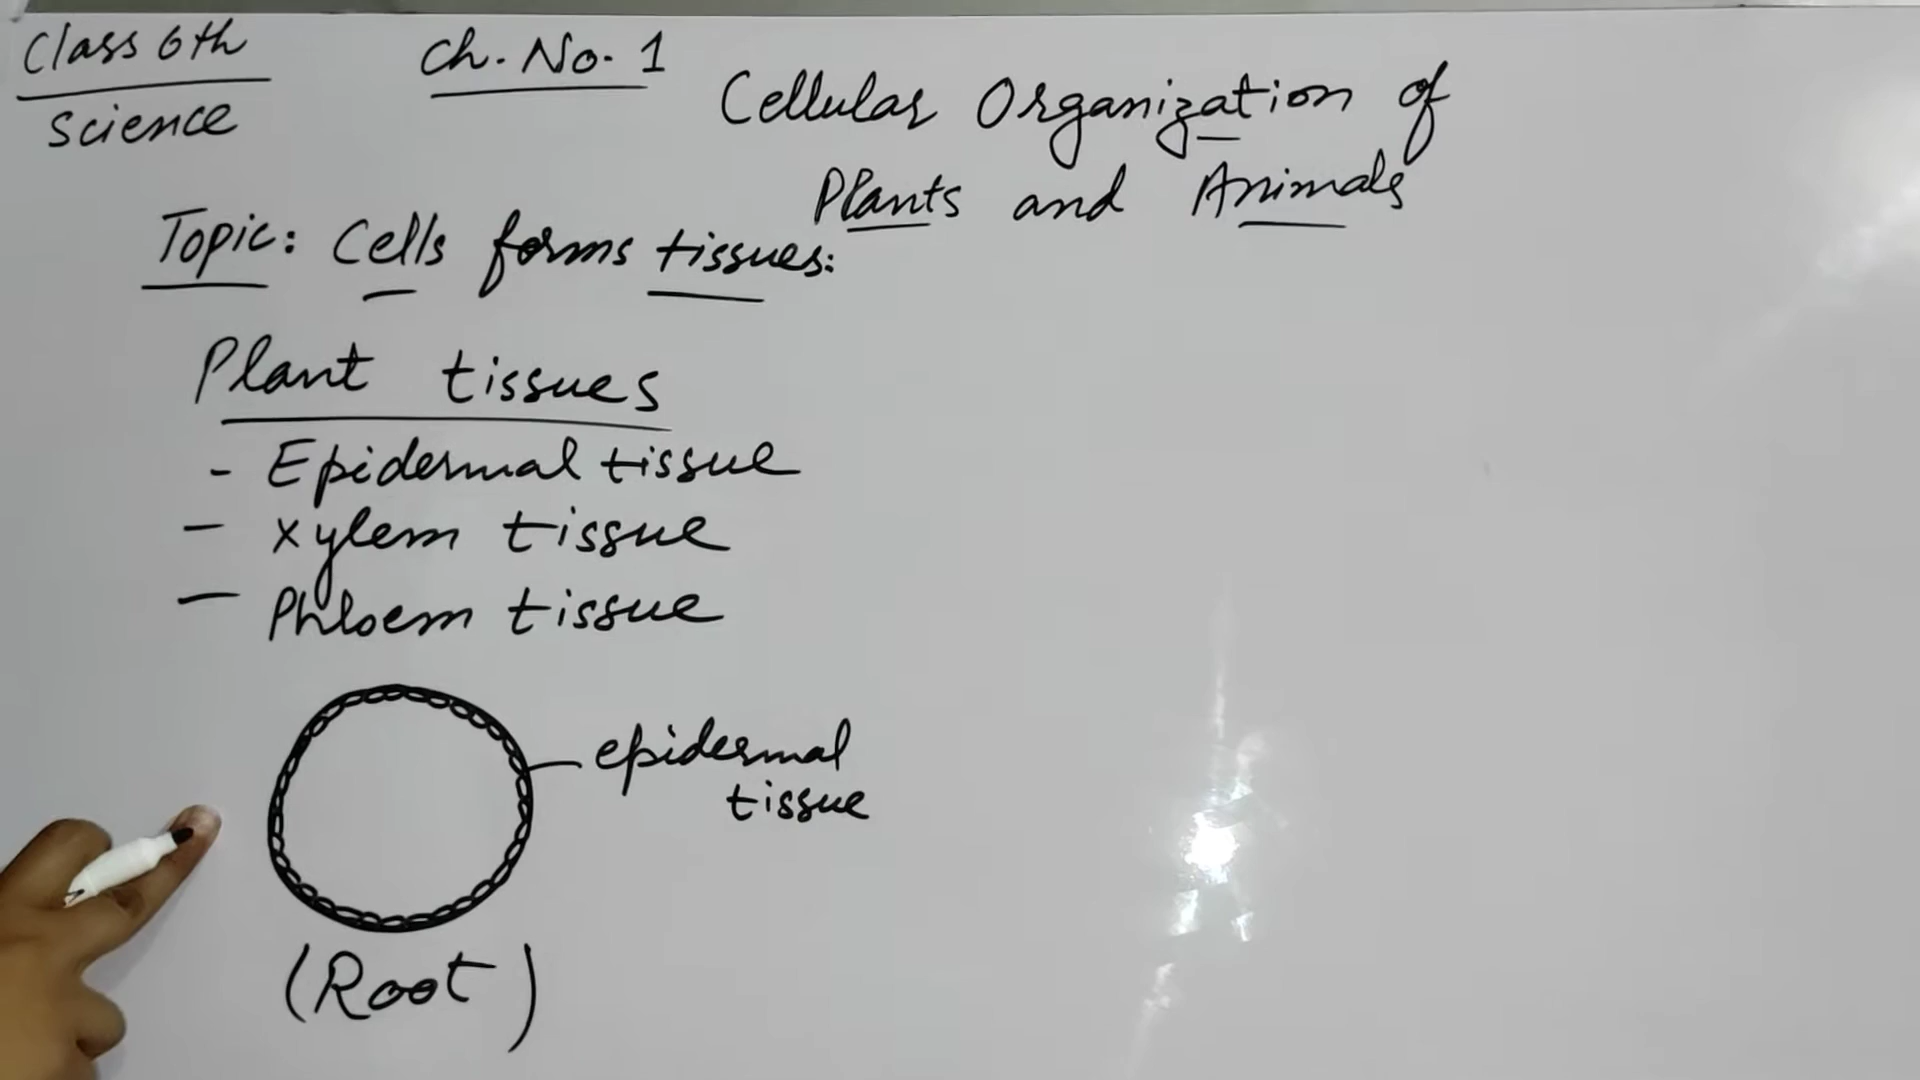 Class 6th
Science
Ch. No. 1
Cellular Organization of
Plants and Animals
Topic: Cells forms tissues:
Plant tissues
- Epidermal tissue
- Xylem tissue
- Phloem tissue
epidermal
tissue
(Root)